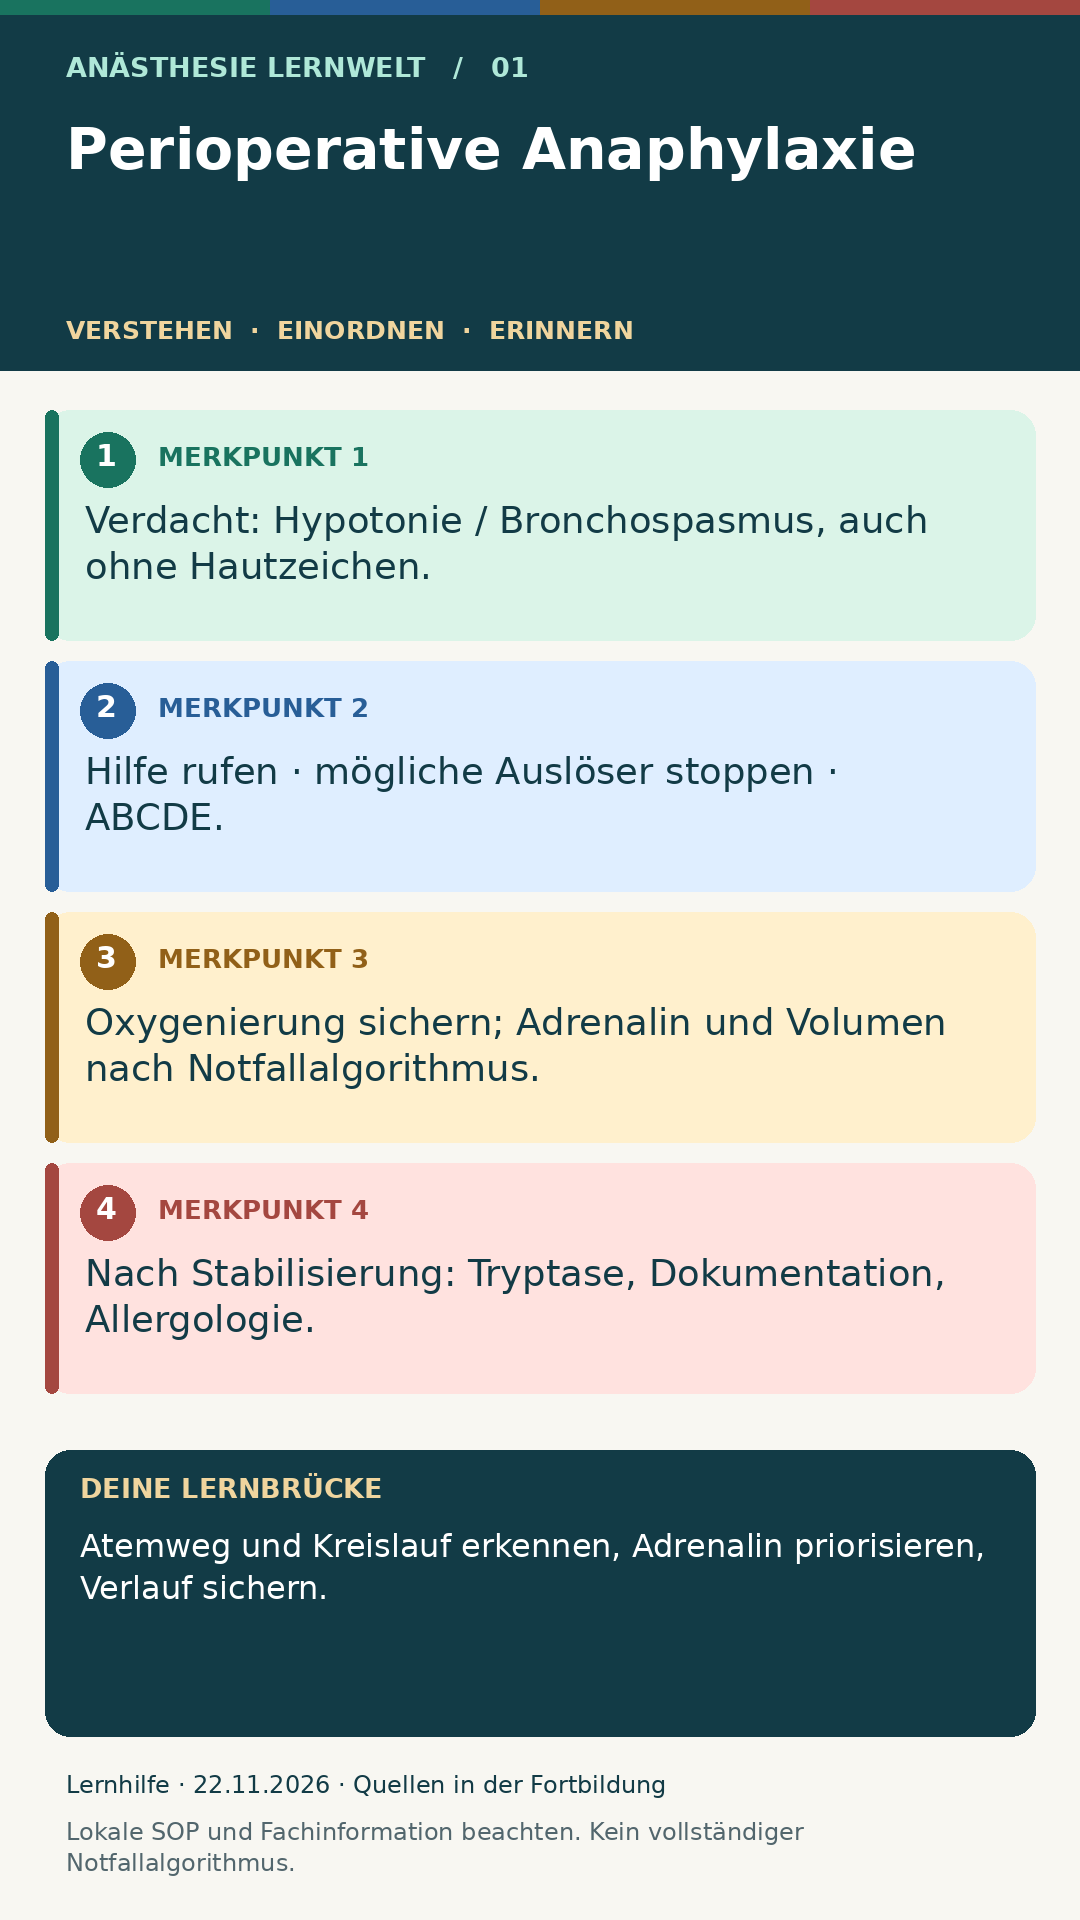 ANÄSTHESIE LERNWELT / 01
Perioperative Anaphylaxie
VERSTEHEN · EINORDNEN · ERINNERN
1 MERKPUNKT 1
Verdacht: Hypotonie / Bronchospasmus, auch
ohne Hautzeichen.
2 MERKPUNKT 2
Hilfe rufen · mögliche Auslöser stoppen ·
ABCDE.
3 MERKPUNKT 3
Oxygenierung sichern; Adrenalin und Volumen
nach Notfallalgorithmus.
4 MERKPUNKT 4
Nach Stabilisierung: Tryptase, Dokumentation,
Allergologie.
DEINE LERNBRÜCKE
Atemweg und Kreislauf erkennen, Adrenalin priorisieren,
Verlauf sichern.
Lernhilfe · 22.11.2026 · Quellen in der Fortbildung
Lokale SOP und Fachinformation beachten. Kein vollständiger
Notfallalgorithmus.